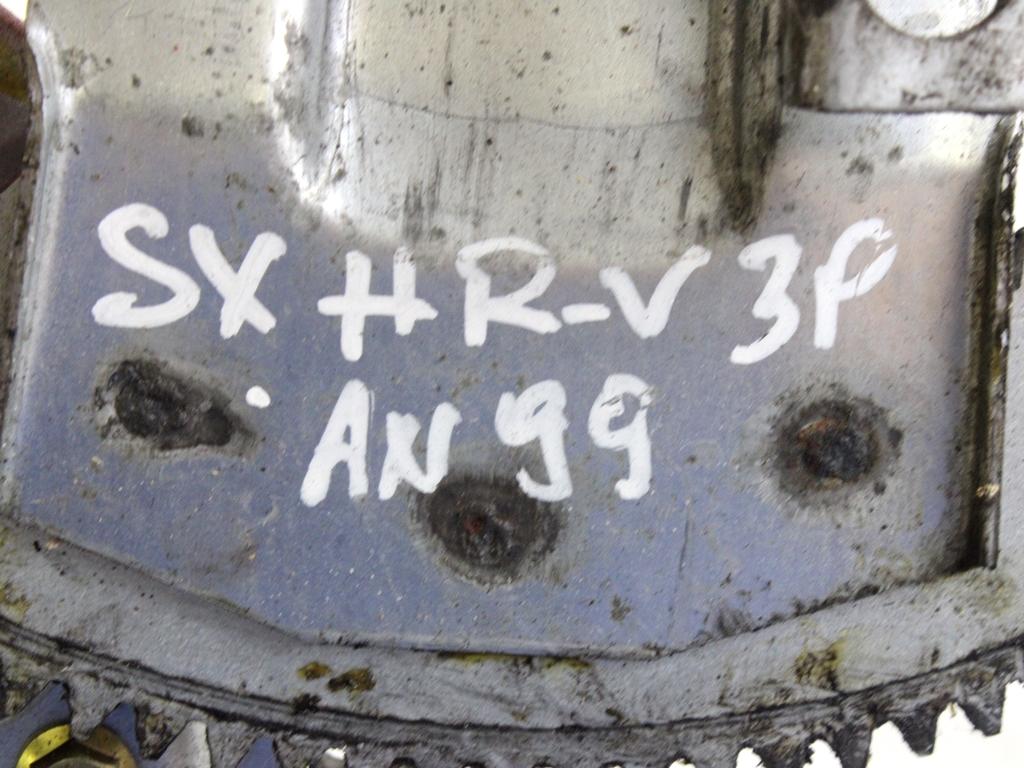 SX HR-V 3P
AN 99